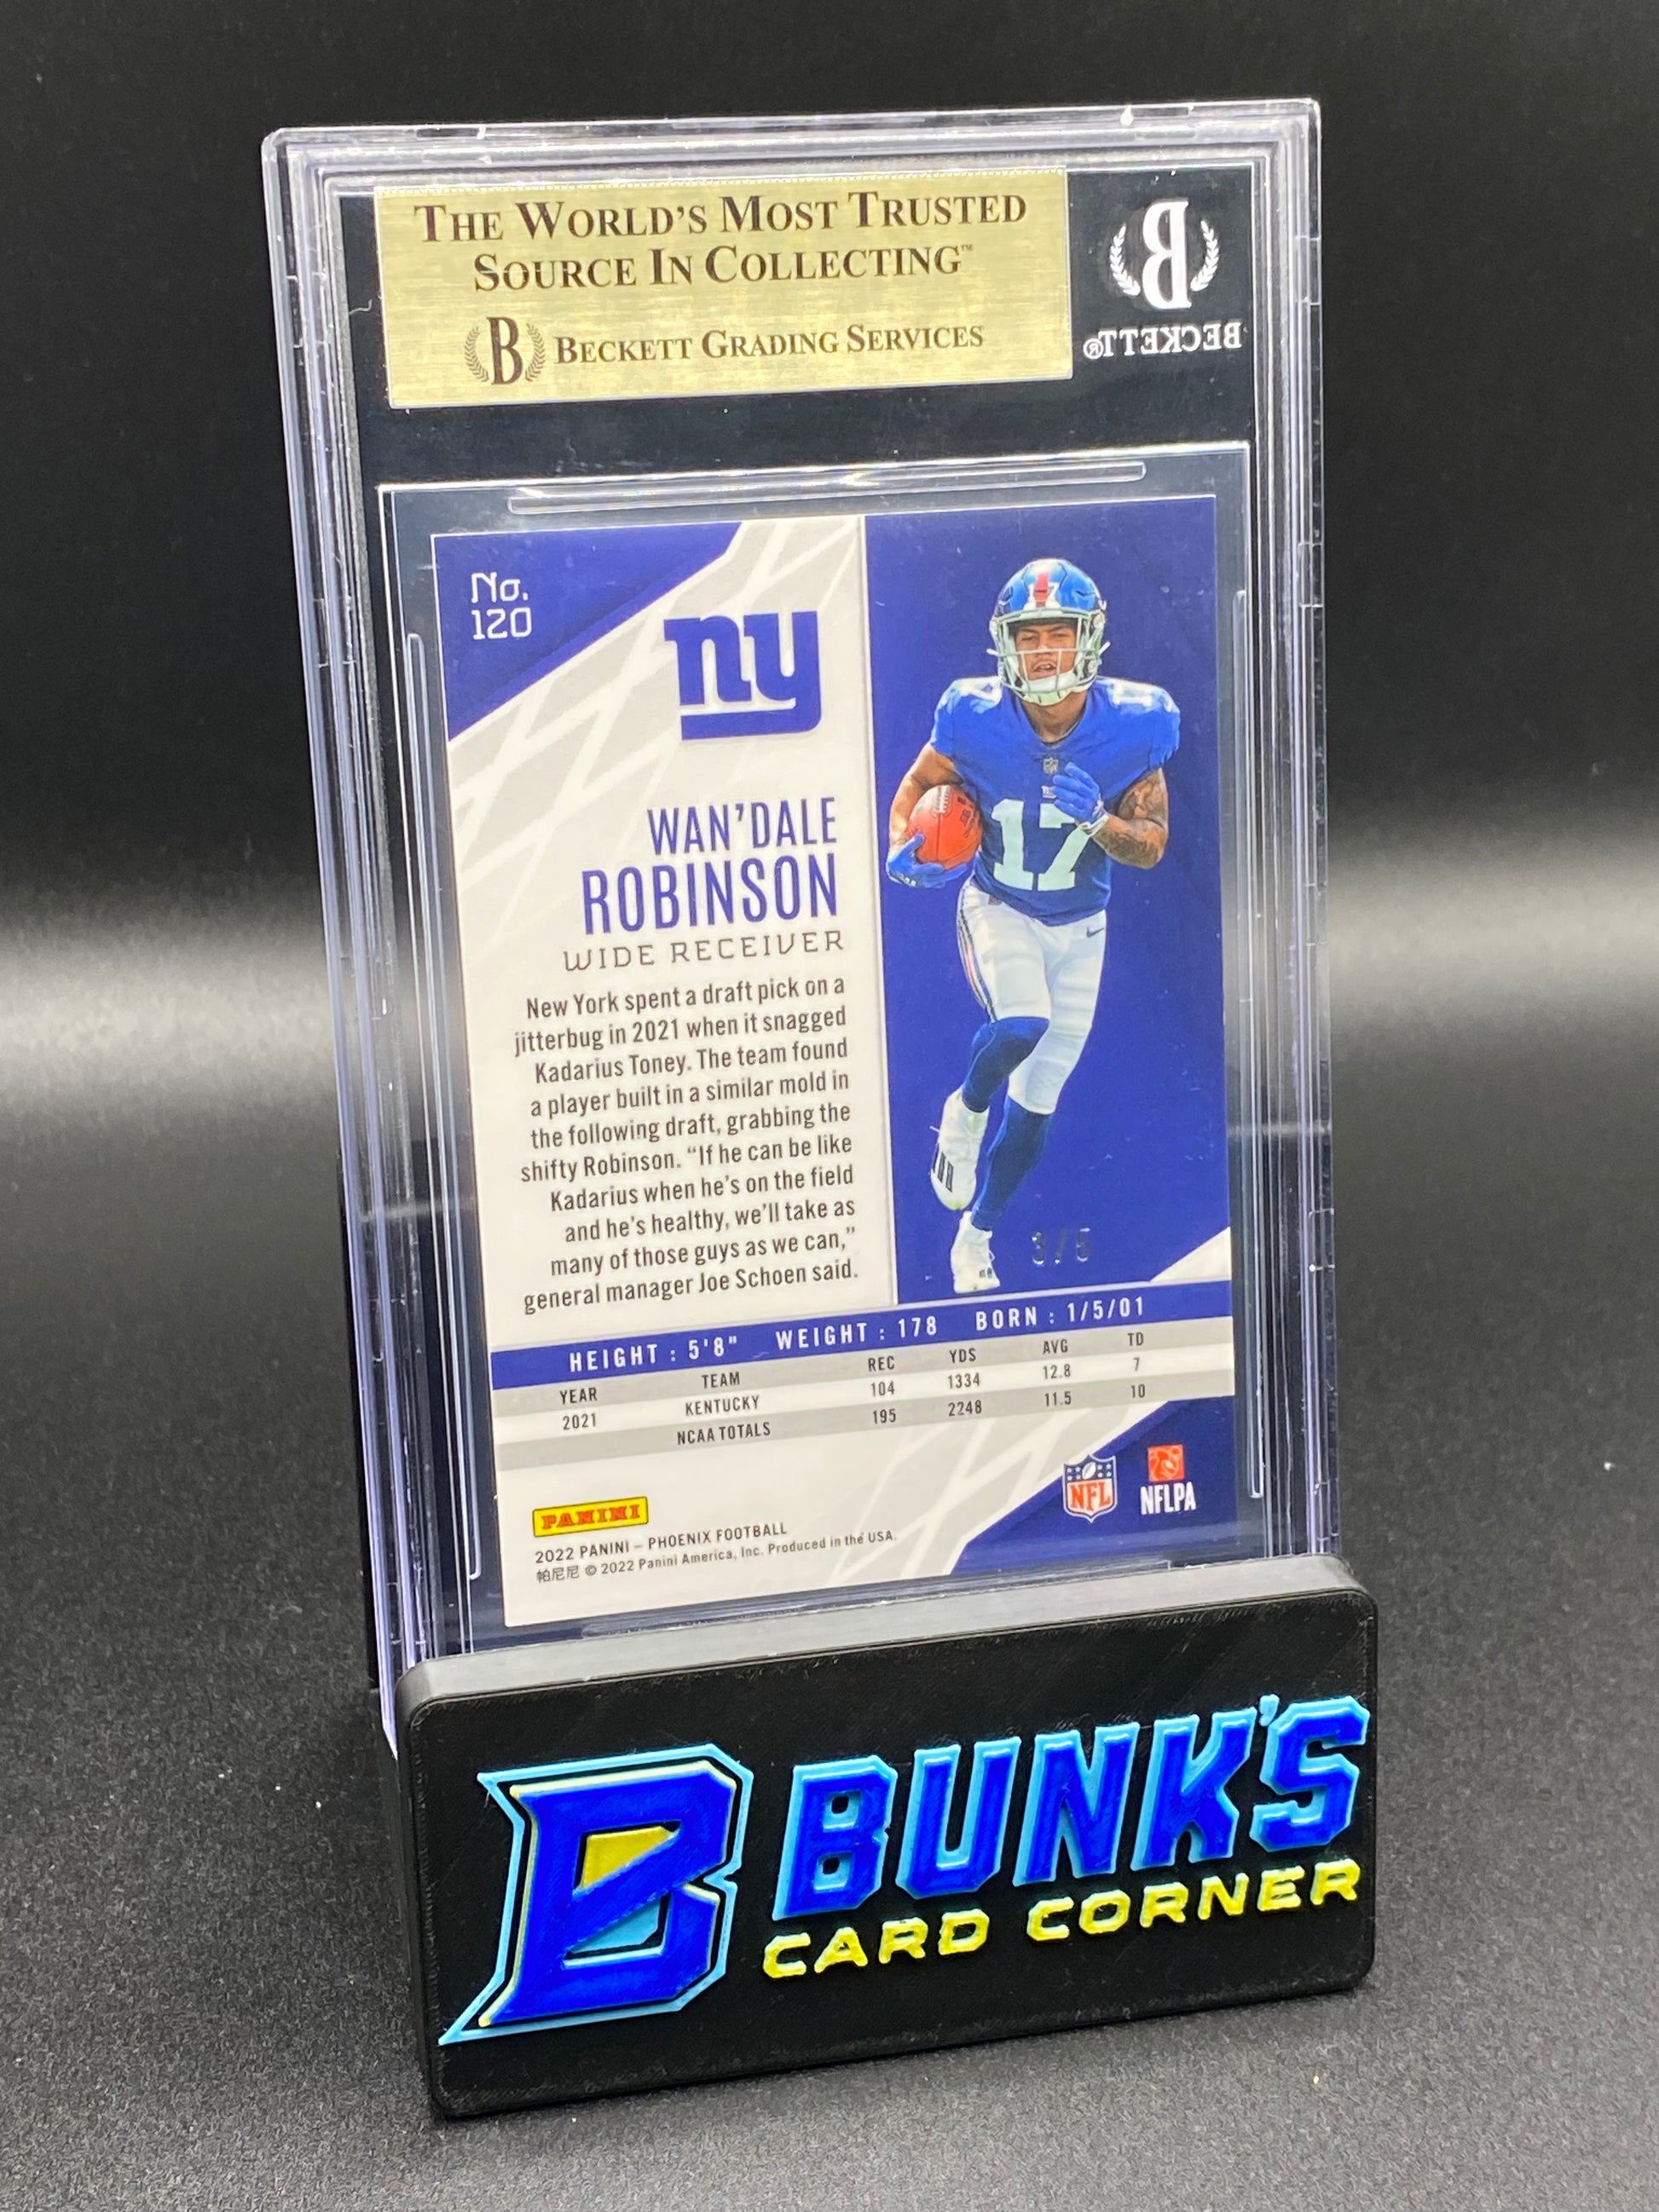 THE WORLD'S MOST TRUSTED
SOURCE IN COLLECTING™
B BECKETT GRADING SERVICES
B
BECKETT®
No.
120
ny
WAN'DALE
ROBINSON
WIDE RECEIVER
New York spent a draft pick on a
jitterbug in 2021 when it snagged
Kadarius Toney. The team found
a player built in a similar mold in
the following draft, grabbing the
shifty Robinson. “If he can be like
Kadarius when he's on the field
and he's healthy, we'll take as
many of those guys as we can,”
general manager Joe Schoen said.
17
3/5
HEIGHT : 5'8" WEIGHT : 178 BORN : 1/5/01
YEAR TEAM REC YDS AVG TD
2021 KENTUCKY 104 1334 12.8 7
NCAA TOTALS 195 2248 11.5 10
PANINI
2022 PANINI – PHOENIX FOOTBALL
帕尼尼 © 2022 Panini America, Inc. Produced in the USA.
NFL
NFLPA
B BUNK'S
CARD CORNER